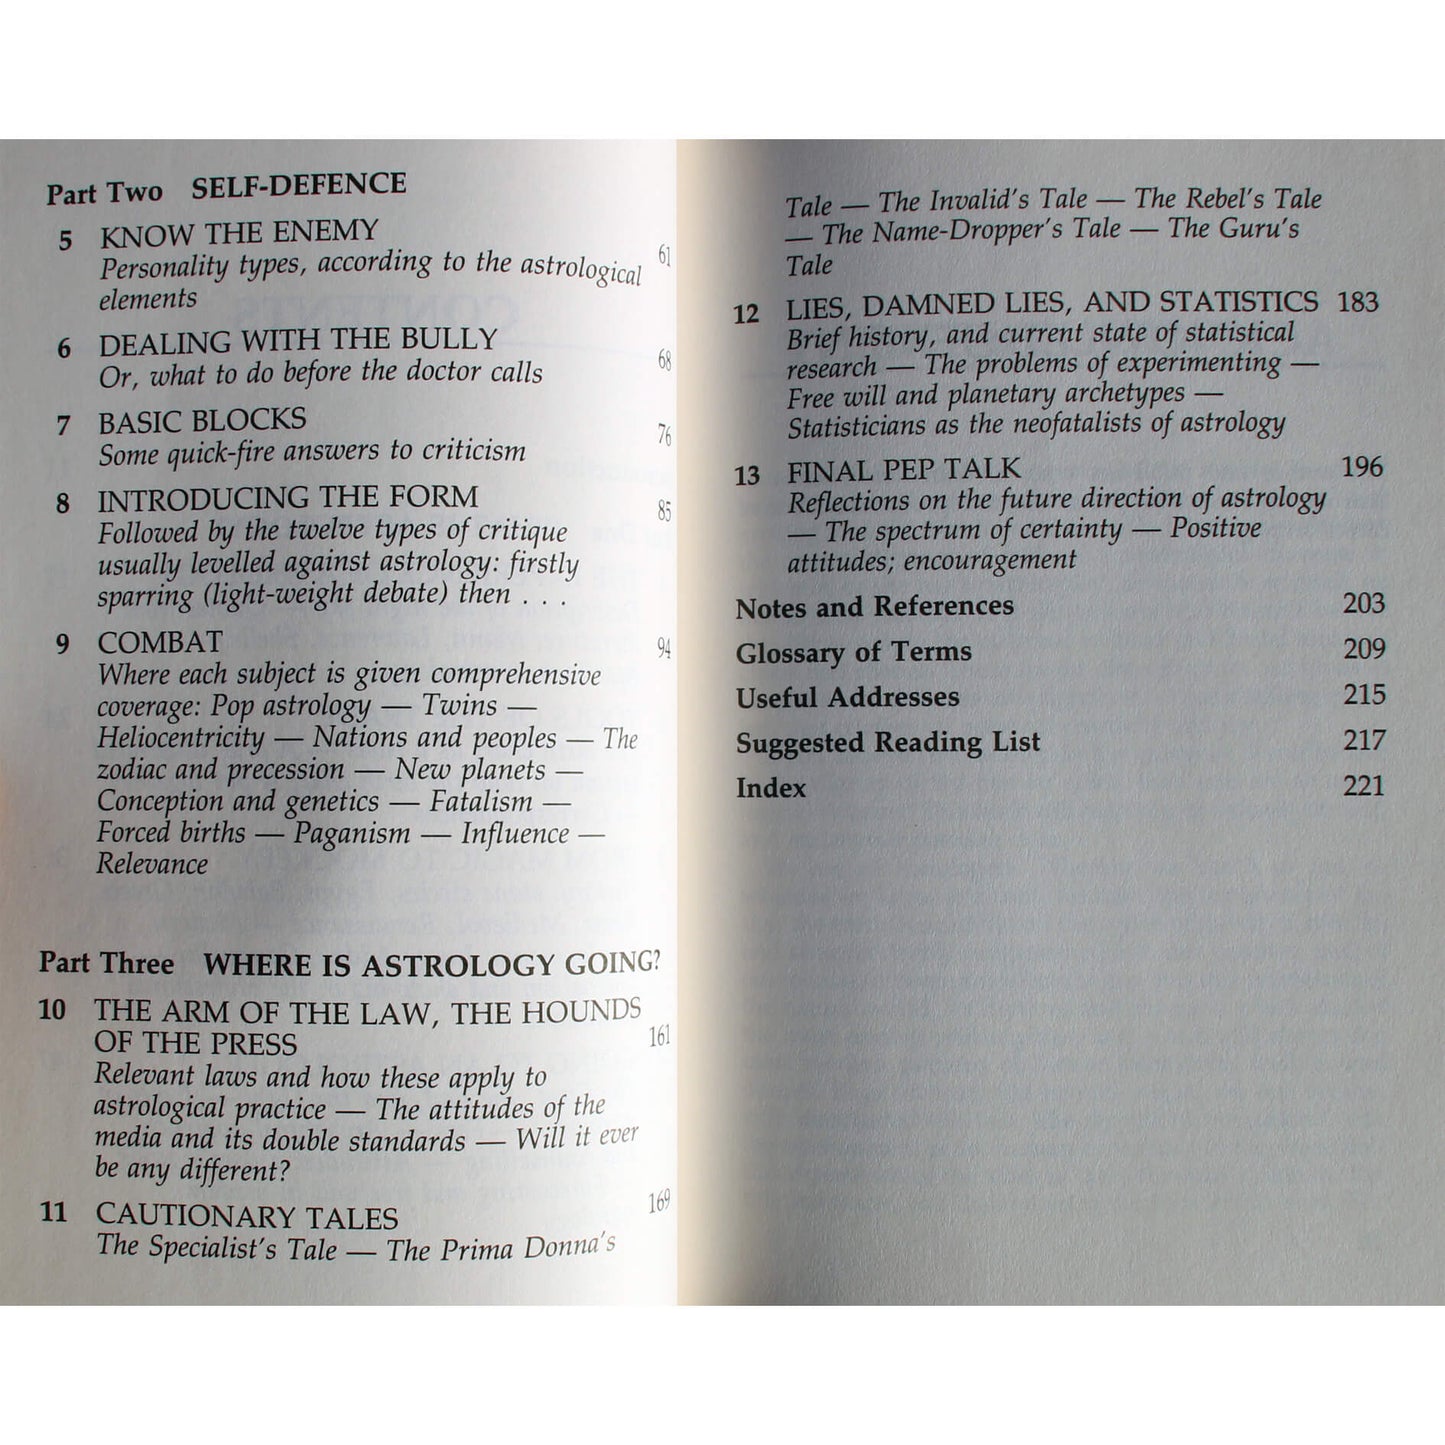 Part Two SELF-DEFENCE
5 KNOW THE ENEMY 61
Personality types, according to the astrological
elements
6 DEALING WITH THE BULLY 68
Or, what to do before the doctor calls
7 BASIC BLOCKS 76
Some quick-fire answers to criticism
8 INTRODUCING THE FORM 85
Followed by the twelve types of critique
usually levelled against astrology: firstly
sparring (light-weight debate) then . . .
9 COMBAT 94
Where each subject is given comprehensive
coverage: Pop astrology — Twins —
Heliocentricity — Nations and peoples — The
zodiac and precession — New planets —
Conception and genetics — Fatalism —
Forced births — Paganism — Influence —
Relevance
Part Three WHERE IS ASTROLOGY GOING?
10 THE ARM OF THE LAW, THE HOUNDS
OF THE PRESS 161
Relevant laws and how these apply to
astrological practice — The attitudes of the
media and its double standards — Will it ever
be any different?
11 CAUTIONARY TALES 169
The Specialist's Tale — The Prima Donna's
Tale — The Invalid's Tale — The Rebel's Tale
— The Name-Dropper's Tale — The Guru's
Tale
12 LIES, DAMNED LIES, AND STATISTICS 183
Brief history, and current state of statistical
research — The problems of experimenting —
Free will and planetary archetypes —
Statisticians as the neofatalists of astrology
13 FINAL PEP TALK 196
Reflections on the future direction of astrology
— The spectrum of certainty — Positive
attitudes; encouragement
Notes and References 203
Glossary of Terms 209
Useful Addresses 215
Suggested Reading List 217
Index 221